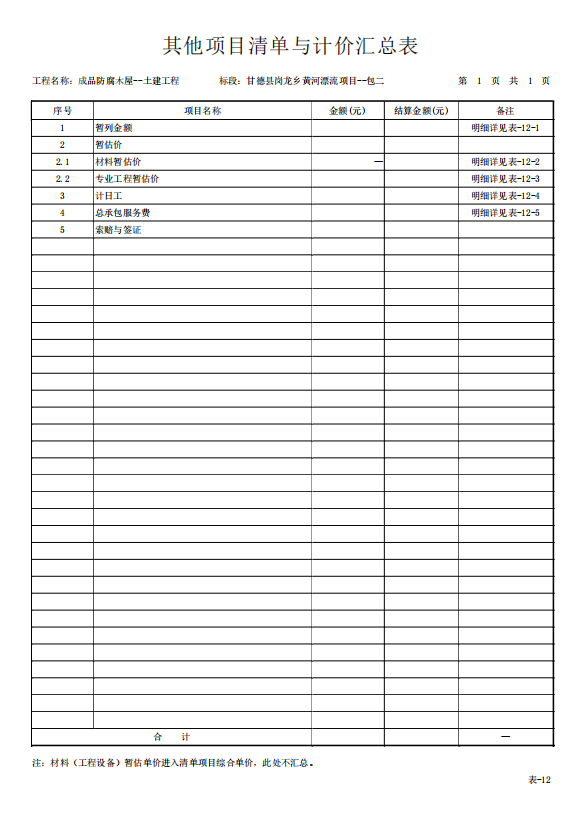 其他项目清单与计价汇总表
工程名称：成品防腐木屋--土建工程 标段：甘德县岗龙乡黄河漂流项目--包二 第 1 页 共 1 页
序号 项目名称 金额(元) 结算金额(元) 备注
1 暂列金额 明细详见表-12-1
2 暂估价
2.1 材料暂估价 — 明细详见表-12-2
2.2 专业工程暂估价 明细详见表-12-3
3 计日工 明细详见表-12-4
4 总承包服务费 明细详见表-12-5
5 索赔与签证
合 计 —
注：材料（工程设备）暂估单价进入清单项目综合单价，此处不汇总。
表-12